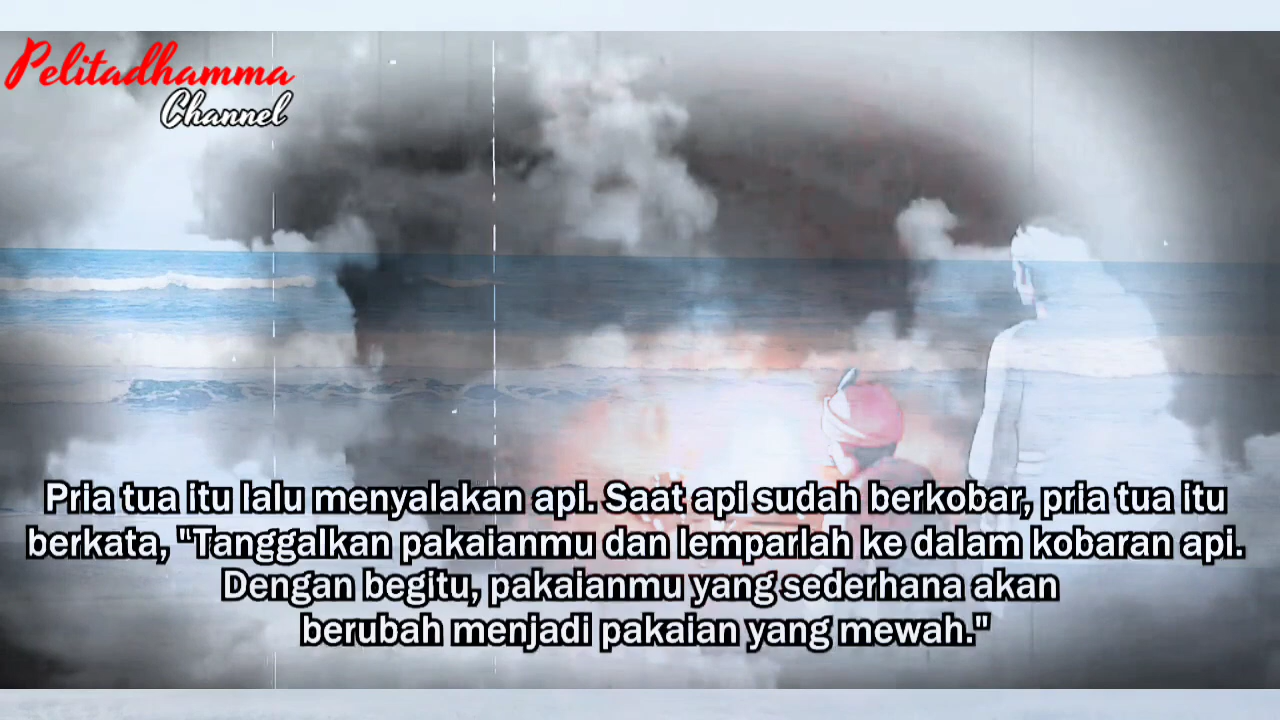 Pelitadhamma
Channel
Pria tua itu lalu menyalakan api. Saat api sudah berkobar, pria tua itu
berkata, "Tanggalkan pakaianmu dan lemparlah ke dalam kobaran api.
Dengan begitu, pakaianmu yang sederhana akan
berubah menjadi pakaian yang mewah."